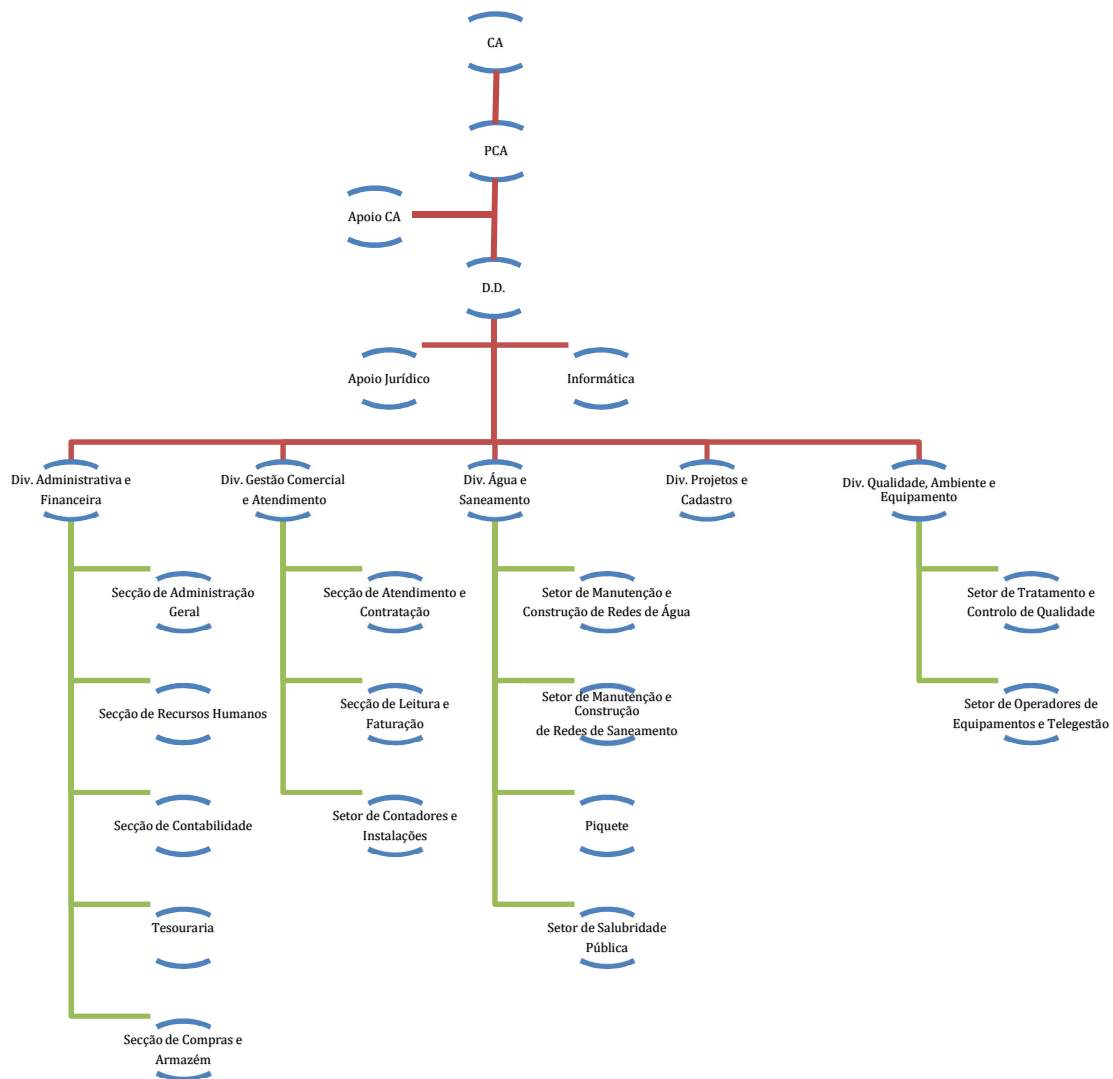 CA
PCA
Apoio CA
D.D.
Apoio Jurídico
Informática
Div. Administrativa e
Financeira
Div. Gestão Comercial
e Atendimento
Div. Água e
Saneamento
Div. Projetos e
Cadastro
Div. Qualidade, Ambiente e
Equipamento
Secção de Administração
Geral
Secção de Atendimento e
Contratação
Setor de Manutenção e
Construção de Redes de Água
Setor de Tratamento e
Controlo de Qualidade
Secção de Recursos Humanos
Secção de Leitura e
Faturação
Setor de Manutenção e
Construção
de Redes de Saneamento
Setor de Operadores de
Equipamentos e Telegestão
Secção de Contabilidade
Setor de Contadores e
Instalações
Piquete
Tesouraria
Setor de Salubridade
Pública
Secção de Compras e
Armazém